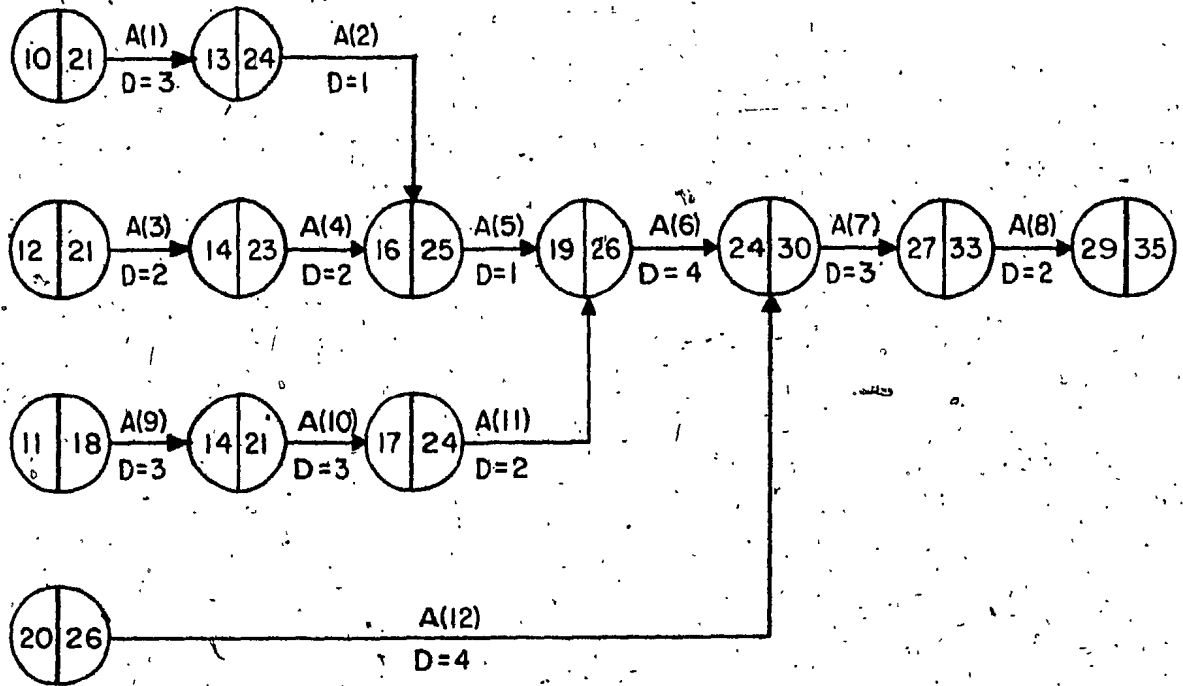 10 21 A(1) D=3 13 24 A(2) D=1
12 21 A(3) D=2 14 23 A(4) D=2 16 25 A(5) D=1 19 26 A(6) D=4 24 30 A(7) D=3 27 33 A(8) D=2 29 35
11 18 A(9) D=3 14 21 A(10) D=3 17 24 A(11) D=2
20 26 A(12) D=4